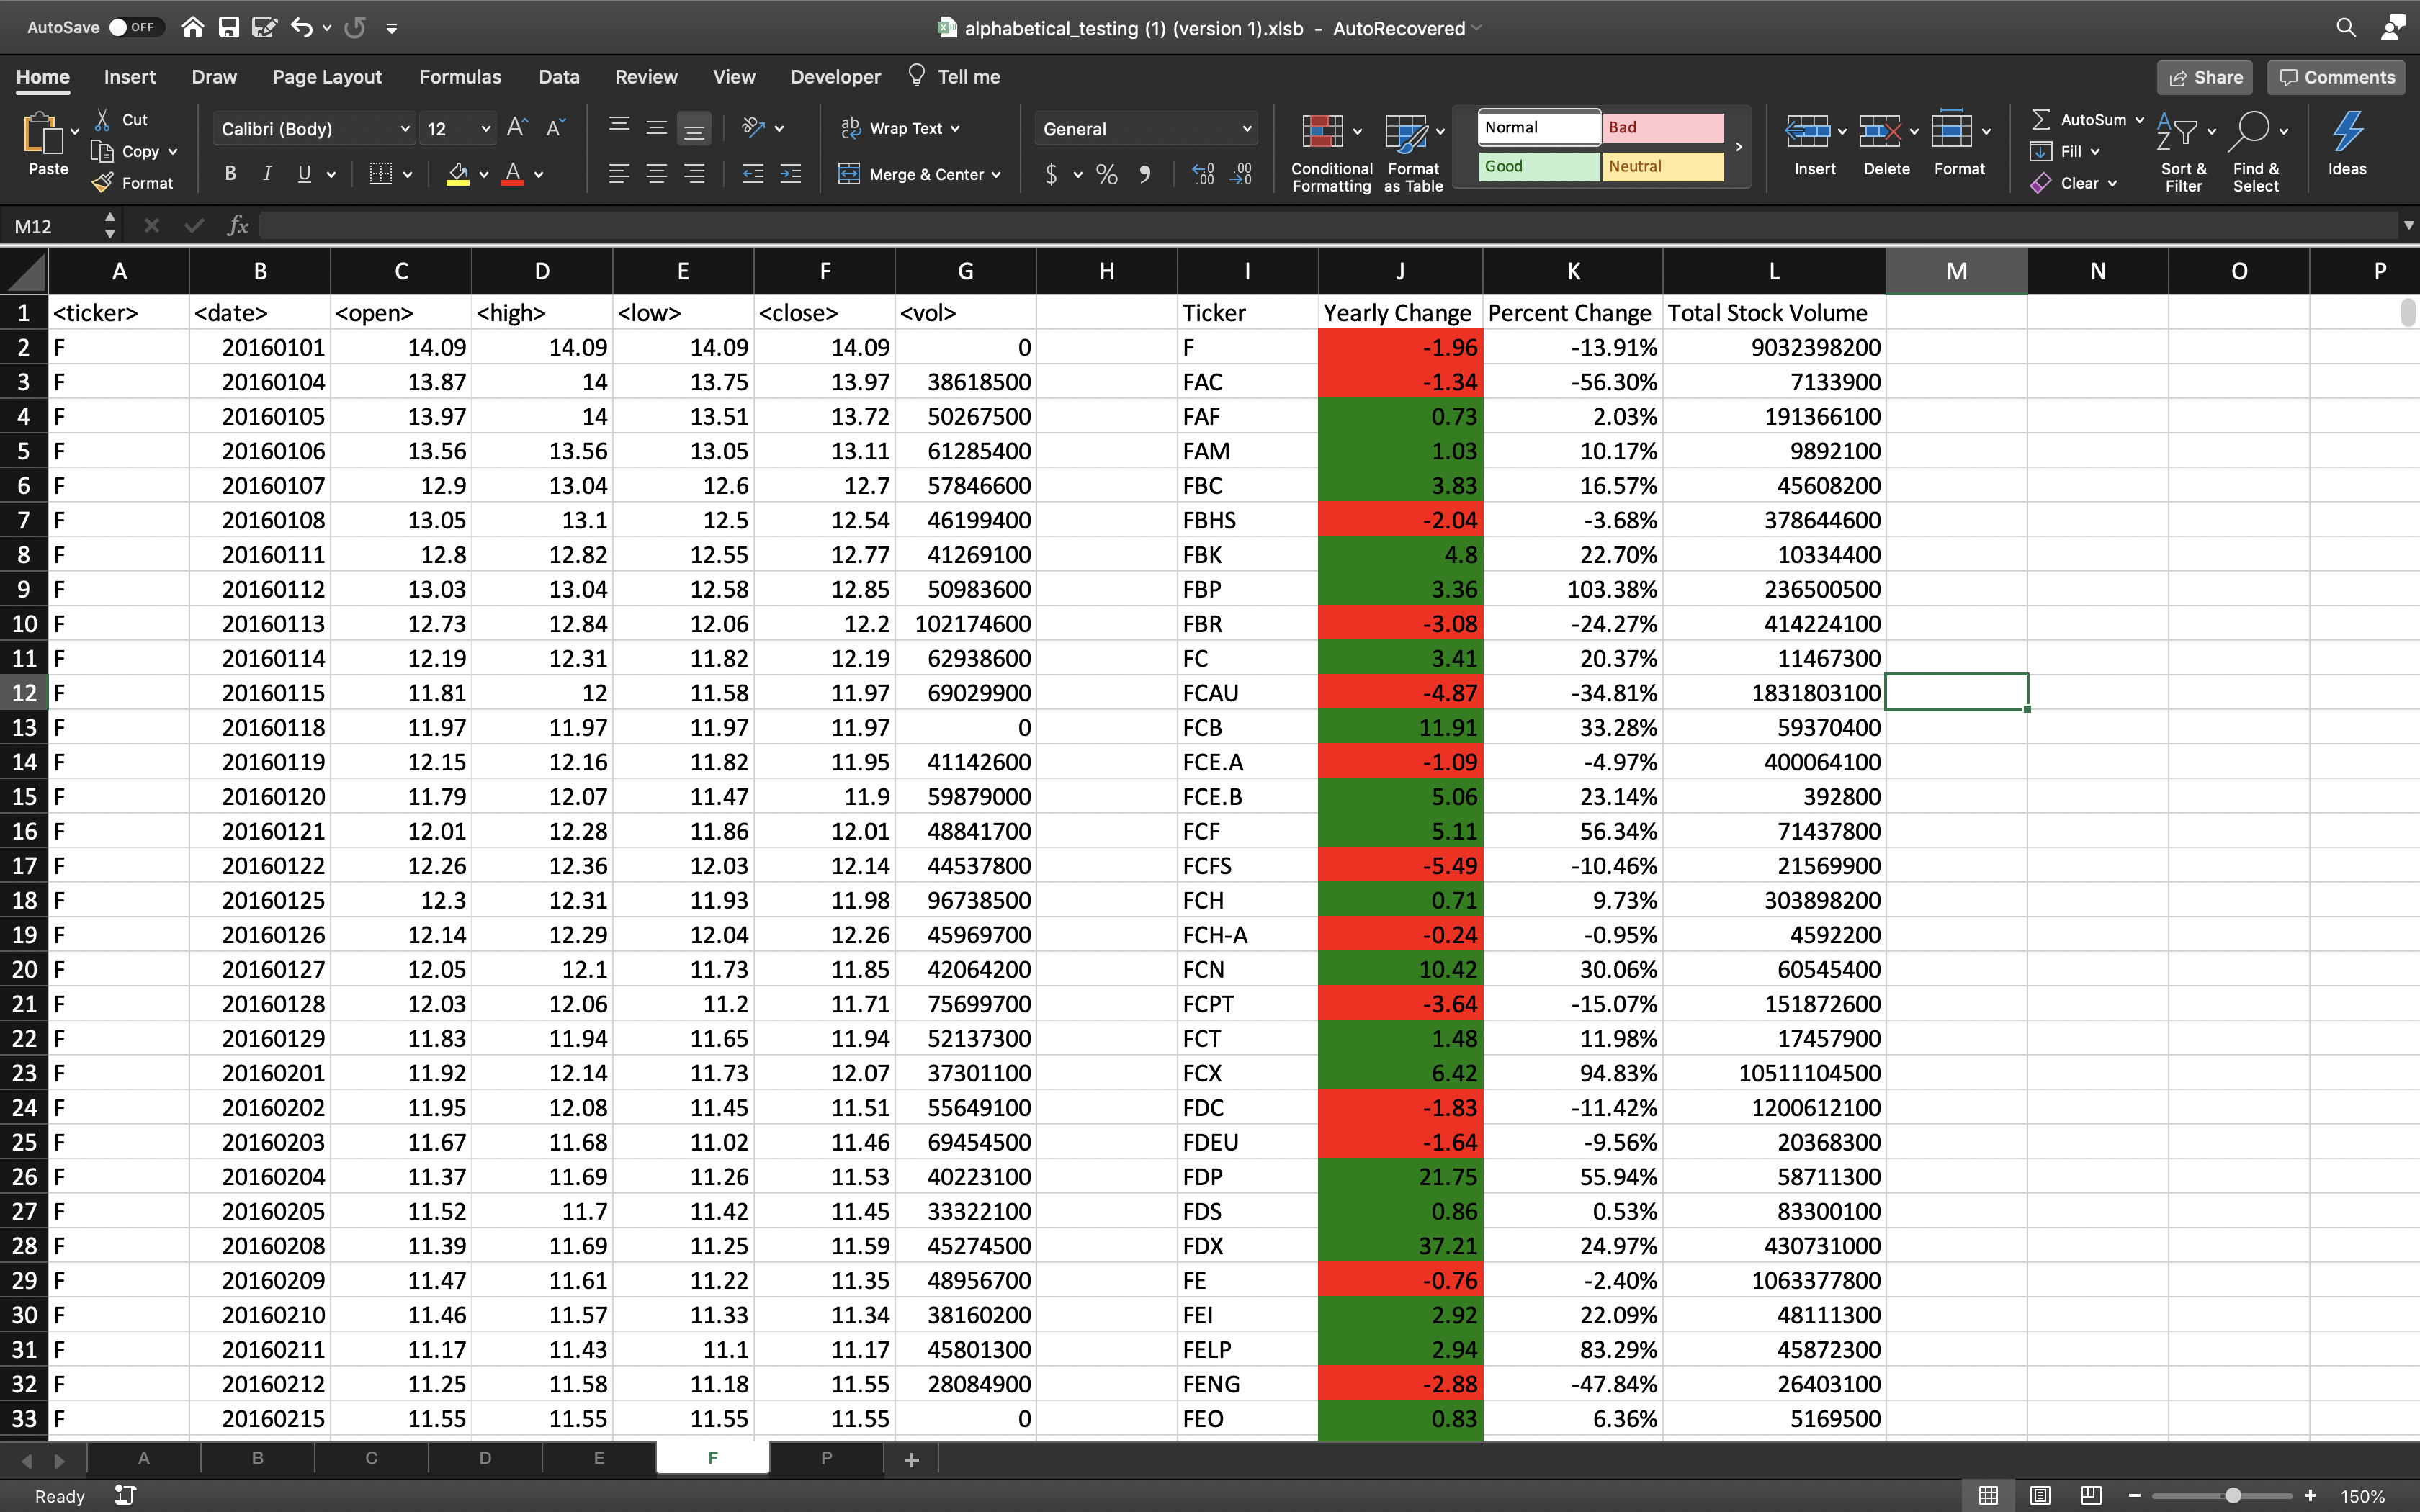 AutoSave OFF alphabetical_testing (1) (version 1).xlsb - AutoRecovered
Home Insert Draw Page Layout Formulas Data Review View Developer Tell me Share Comments
Paste Cut Copy Format Calibri (Body) 12 Wrap Text Merge & Center General Conditional Formatting Format as Table Normal Bad Good Neutral Insert Delete Format AutoSum Fill Clear Sort & Filter Find & Select Ideas
M12 fx
A B C D E F G H I J K L M N O P
1 <ticker> <date> <open> <high> <low> <close> <vol> Ticker Yearly Change Percent Change Total Stock Volume
2 F 20160101 14.09 14.09 14.09 14.09 0 F -1.96 -13.91% 9032398200
3 F 20160104 13.87 14 13.75 13.97 38618500 FAC -1.34 -56.30% 7133900
4 F 20160105 13.97 14 13.51 13.72 50267500 FAF 0.73 2.03% 191366100
5 F 20160106 13.56 13.56 13.05 13.11 61285400 FAM 1.03 10.17% 9892100
6 F 20160107 12.9 13.04 12.6 12.7 57846600 FBC 3.83 16.57% 45608200
7 F 20160108 13.05 13.1 12.5 12.54 46199400 FBHS -2.04 -3.68% 378644600
8 F 20160111 12.8 12.82 12.55 12.77 41269100 FBK 4.8 22.70% 10334400
9 F 20160112 13.03 13.04 12.58 12.85 50983600 FBP 3.36 103.38% 236500500
10 F 20160113 12.73 12.84 12.06 12.2 102174600 FBR -3.08 -24.27% 414224100
11 F 20160114 12.19 12.31 11.82 12.19 62938600 FC 3.41 20.37% 11467300
12 F 20160115 11.81 12 11.58 11.97 69029900 FCAU -4.87 -34.81% 1831803100
13 F 20160118 11.97 11.97 11.97 11.97 0 FCB 11.91 33.28% 59370400
14 F 20160119 12.15 12.16 11.82 11.95 41142600 FCE.A -1.09 -4.97% 400064100
15 F 20160120 11.79 12.07 11.47 11.9 59879000 FCE.B 5.06 23.14% 392800
16 F 20160121 12.01 12.28 11.86 12.01 48841700 FCF 5.11 56.34% 71437800
17 F 20160122 12.26 12.36 12.03 12.14 44537800 FCFS -5.49 -10.46% 21569900
18 F 20160125 12.3 12.31 11.93 11.98 96738500 FCH 0.71 9.73% 303898200
19 F 20160126 12.14 12.29 12.04 12.26 45969700 FCH-A -0.24 -0.95% 4592200
20 F 20160127 12.05 12.1 11.73 11.85 42064200 FCN 10.42 30.06% 60545400
21 F 20160128 12.03 12.06 11.2 11.71 75699700 FCPT -3.64 -15.07% 151872600
22 F 20160129 11.83 11.94 11.65 11.94 52137300 FCT 1.48 11.98% 17457900
23 F 20160201 11.92 12.14 11.73 12.07 37301100 FCX 6.42 94.83% 10511104500
24 F 20160202 11.95 12.08 11.45 11.51 55649100 FDC -1.83 -11.42% 1200612100
25 F 20160203 11.67 11.68 11.02 11.46 69454500 FDEU -1.64 -9.56% 20368300
26 F 20160204 11.37 11.69 11.26 11.53 40223100 FDP 21.75 55.94% 58711300
27 F 20160205 11.52 11.7 11.42 11.45 33322100 FDS 0.86 0.53% 83300100
28 F 20160208 11.39 11.69 11.25 11.59 45274500 FDX 37.21 24.97% 430731000
29 F 20160209 11.47 11.61 11.22 11.35 48956700 FE -0.76 -2.40% 1063377800
30 F 20160210 11.46 11.57 11.33 11.34 38160200 FEI 2.92 22.09% 48111300
31 F 20160211 11.17 11.43 11.1 11.17 45801300 FELP 2.94 83.29% 45872300
32 F 20160212 11.25 11.58 11.18 11.55 28084900 FENG -2.88 -47.84% 26403100
33 F 20160215 11.55 11.55 11.55 11.55 0 FEO 0.83 6.36% 5169500
A B C D E F P +
Ready 150%